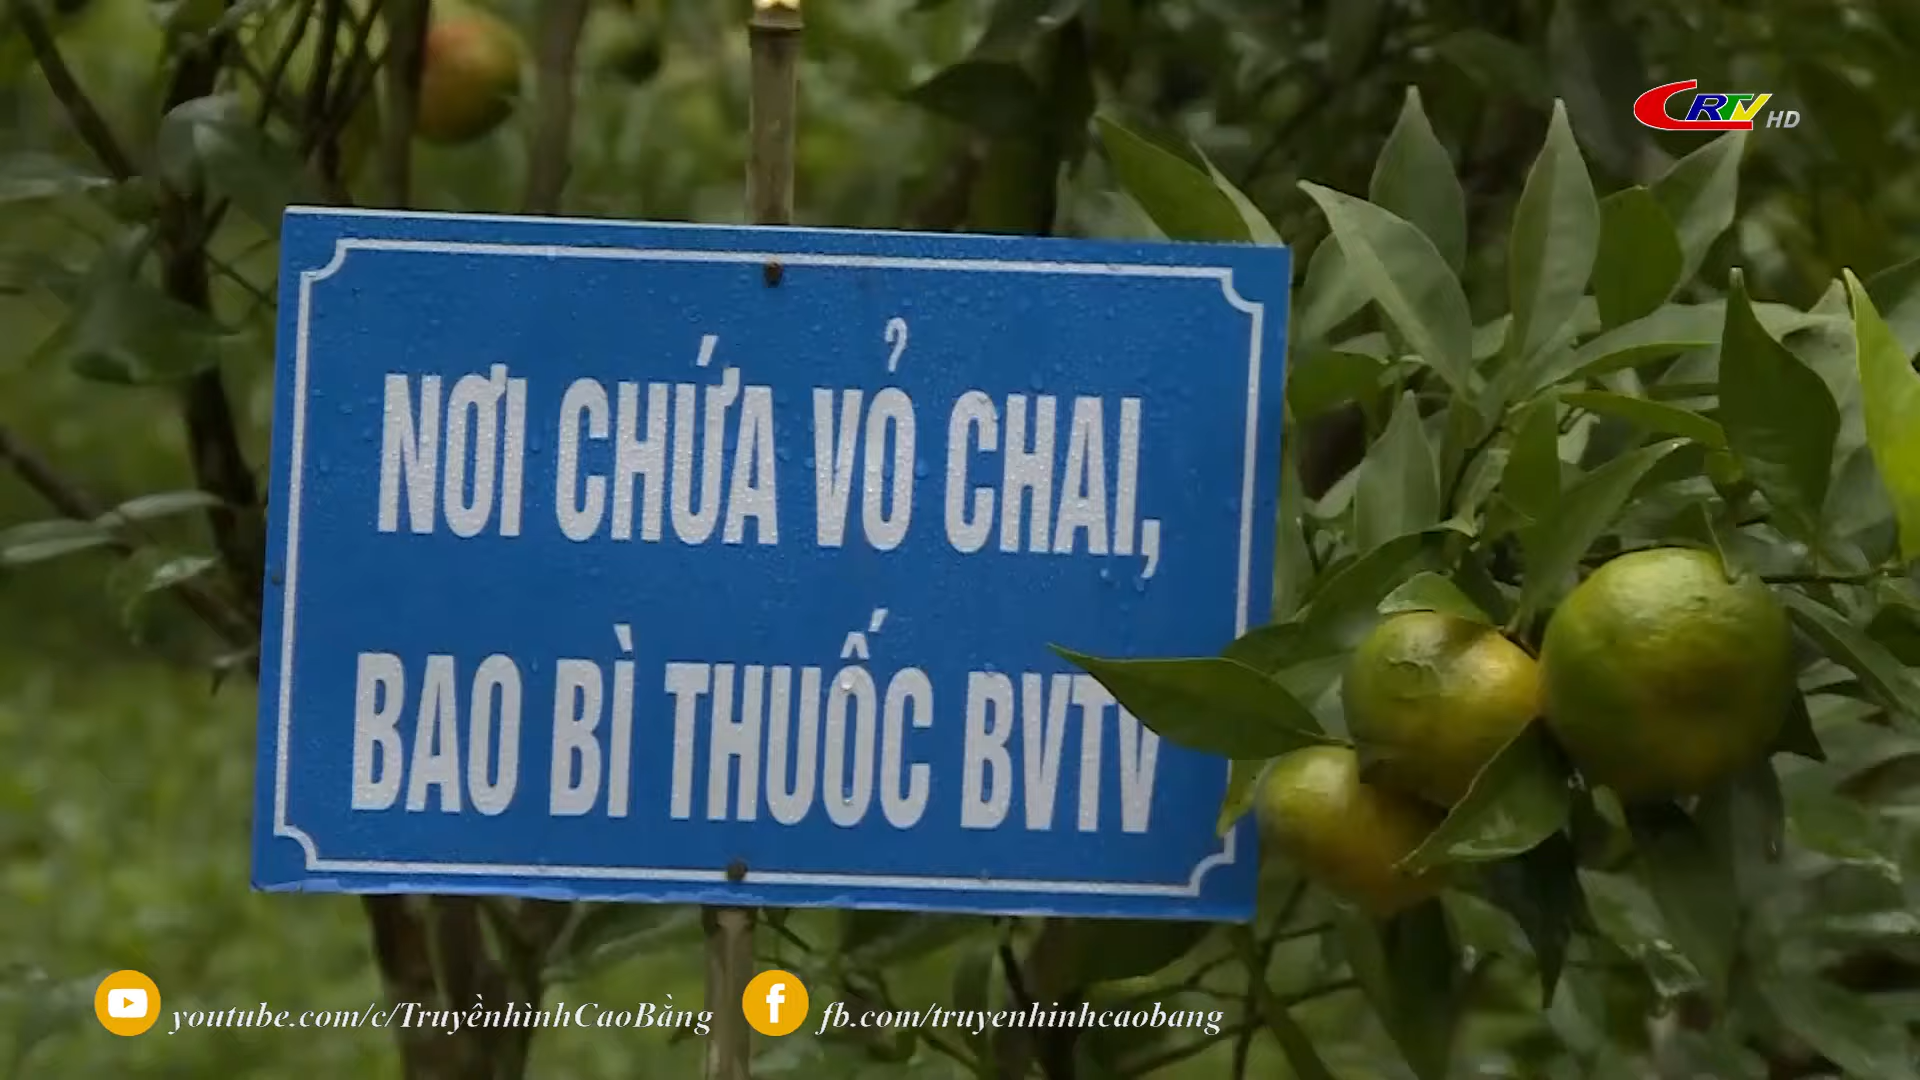 CRTV HD
NƠI CHỨA VỎ CHAI,
BAO BÌ THUỐC BVTV
youtube.com/c/TruyềnhìnhCaoBằng
fb.com/truyenhinhcaobang